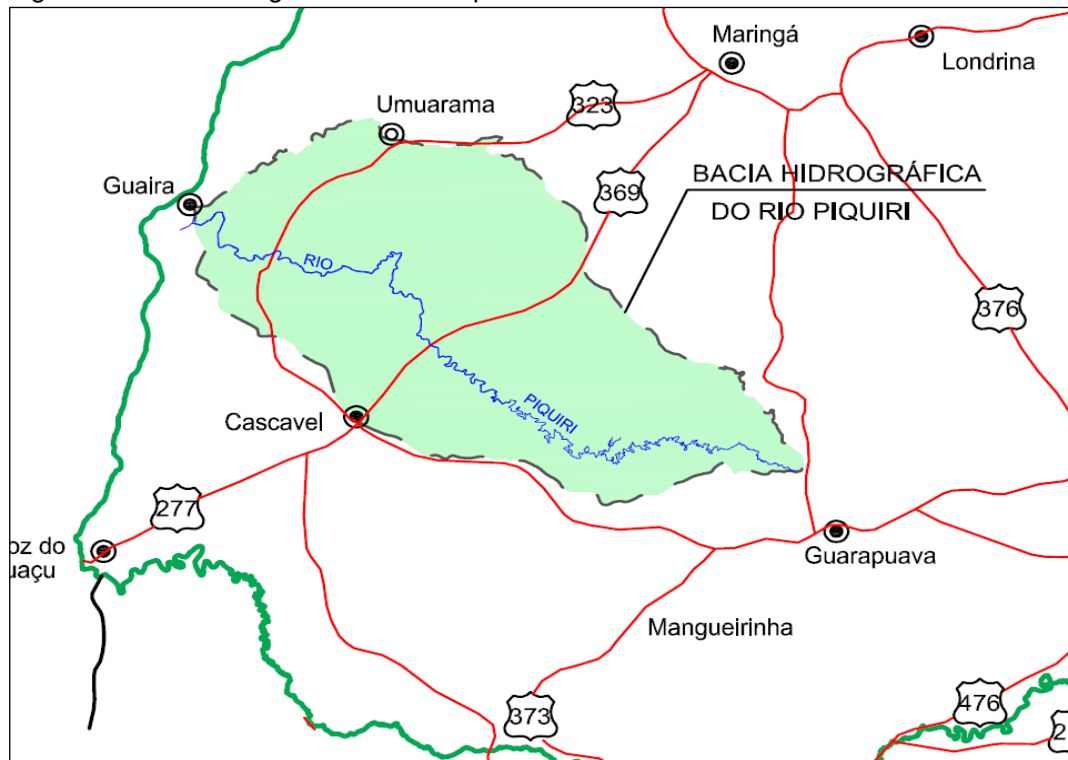 Maringá
Londrina
Umuarama
323
Guaira
369
BACIA HIDROGRÁFICA
DO RIO PIQUIRI
RIO
376
PIQUIRI
Cascavel
277
oz do
uaçu
Guarapuava
Mangueirinha
373
476
2